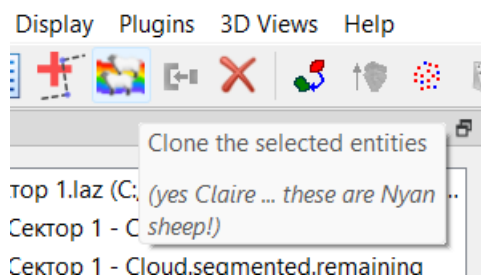 Display Plugins 3D Views Help
Clone the selected entities
тор 1.laz (C:
(yes Claire ... these are Nyan
..
Сектор 1 - C
sheep!)
Сектор 1 - Cloud.segmented.remaining